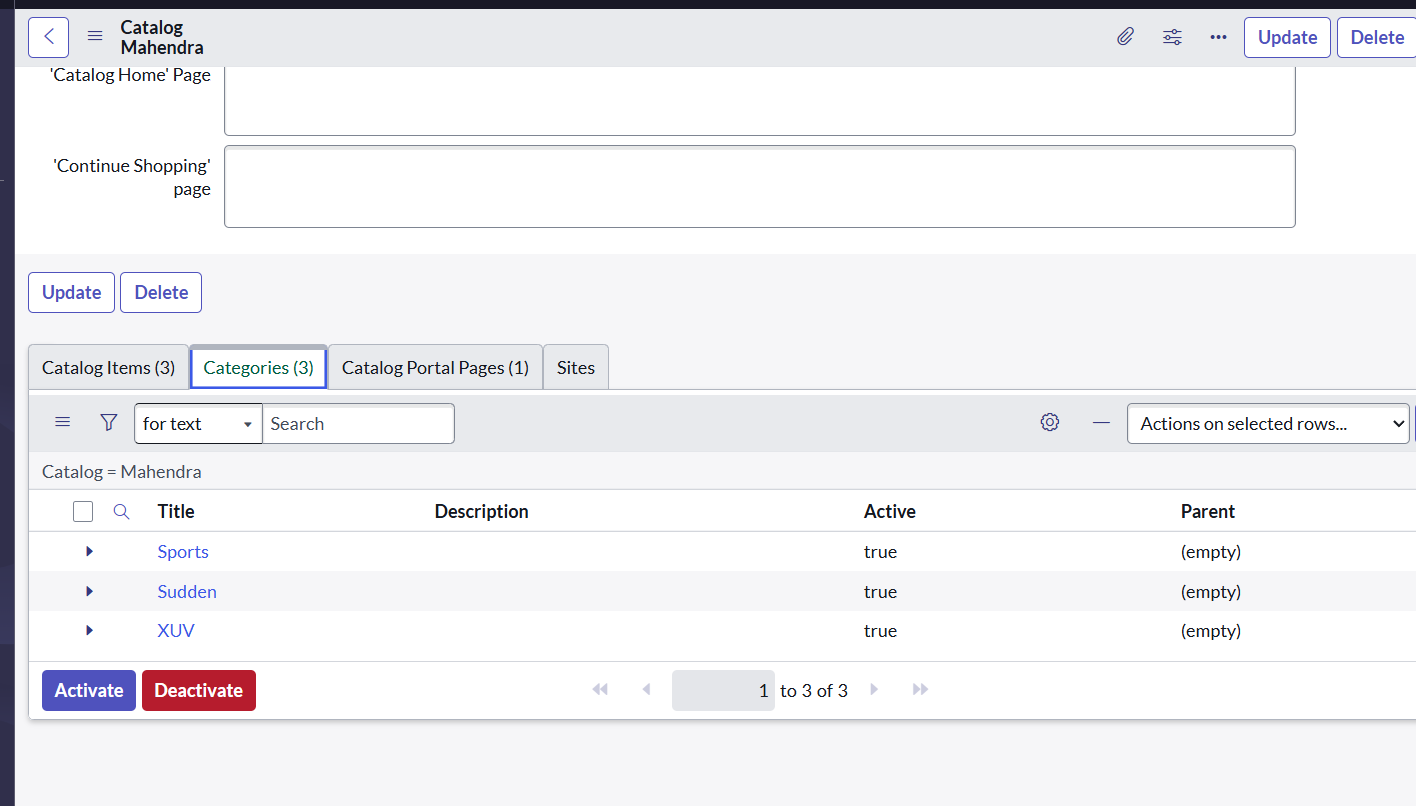 Catalog
Mahendra
Update
Delete
'Catalog Home' Page
'Continue Shopping'
page
Update
Delete
Catalog Items (3)
Categories (3)
Catalog Portal Pages (1)
Sites
for text
Search
Actions on selected rows...
Catalog = Mahendra
Title Description Active Parent
Sports true (empty)
Sudden true (empty)
XUV true (empty)
Activate
Deactivate
1 to 3 of 3